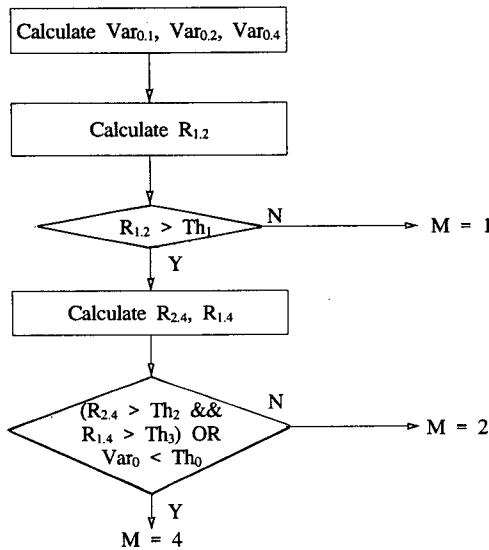 Calculate Var0.1, Var0.2, Var0.4
Calculate R1.2
R1.2 > Th1
N
M = 1
Y
Calculate R2.4, R1.4
(R2.4 > Th2 &&
R1.4 > Th3) OR
Var0 < Th0
N
M = 2
Y
M = 4